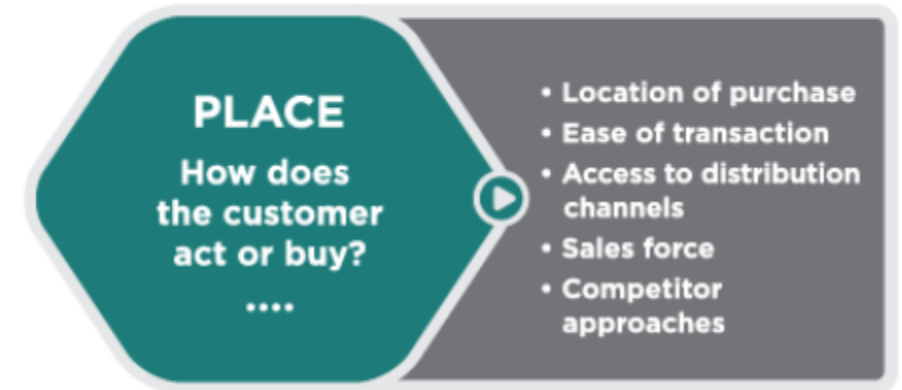 PLACE
How does
the customer
act or buy?
....
• Location of purchase
• Ease of transaction
• Access to distribution
channels
• Sales force
• Competitor
approaches